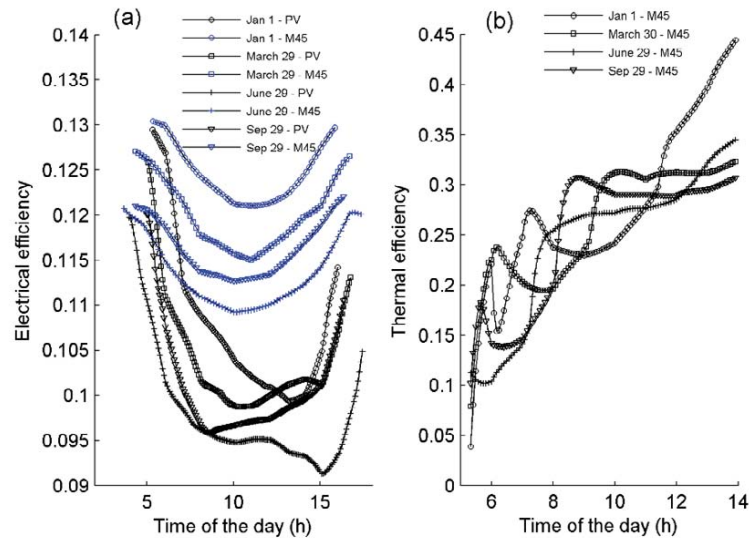 (a)
Jan 1 - PV
Jan 1 - M45
March 29 - PV
March 29 - M45
June 29 - PV
June 29 - M45
Sep 29 - PV
Sep 29 - M45
Electrical efficiency
0.14
0.135
0.13
0.125
0.12
0.115
0.11
0.105
0.1
0.095
0.09
5
10
15
Time of the day (h)
(b)
Jan 1 - M45
March 30 - M45
June 29 - M45
Sep 29 - M45
Thermal efficiency
0.45
0.4
0.35
0.3
0.25
0.2
0.15
0.1
0.05
0
6
8
10
12
14
Time of the day (h)